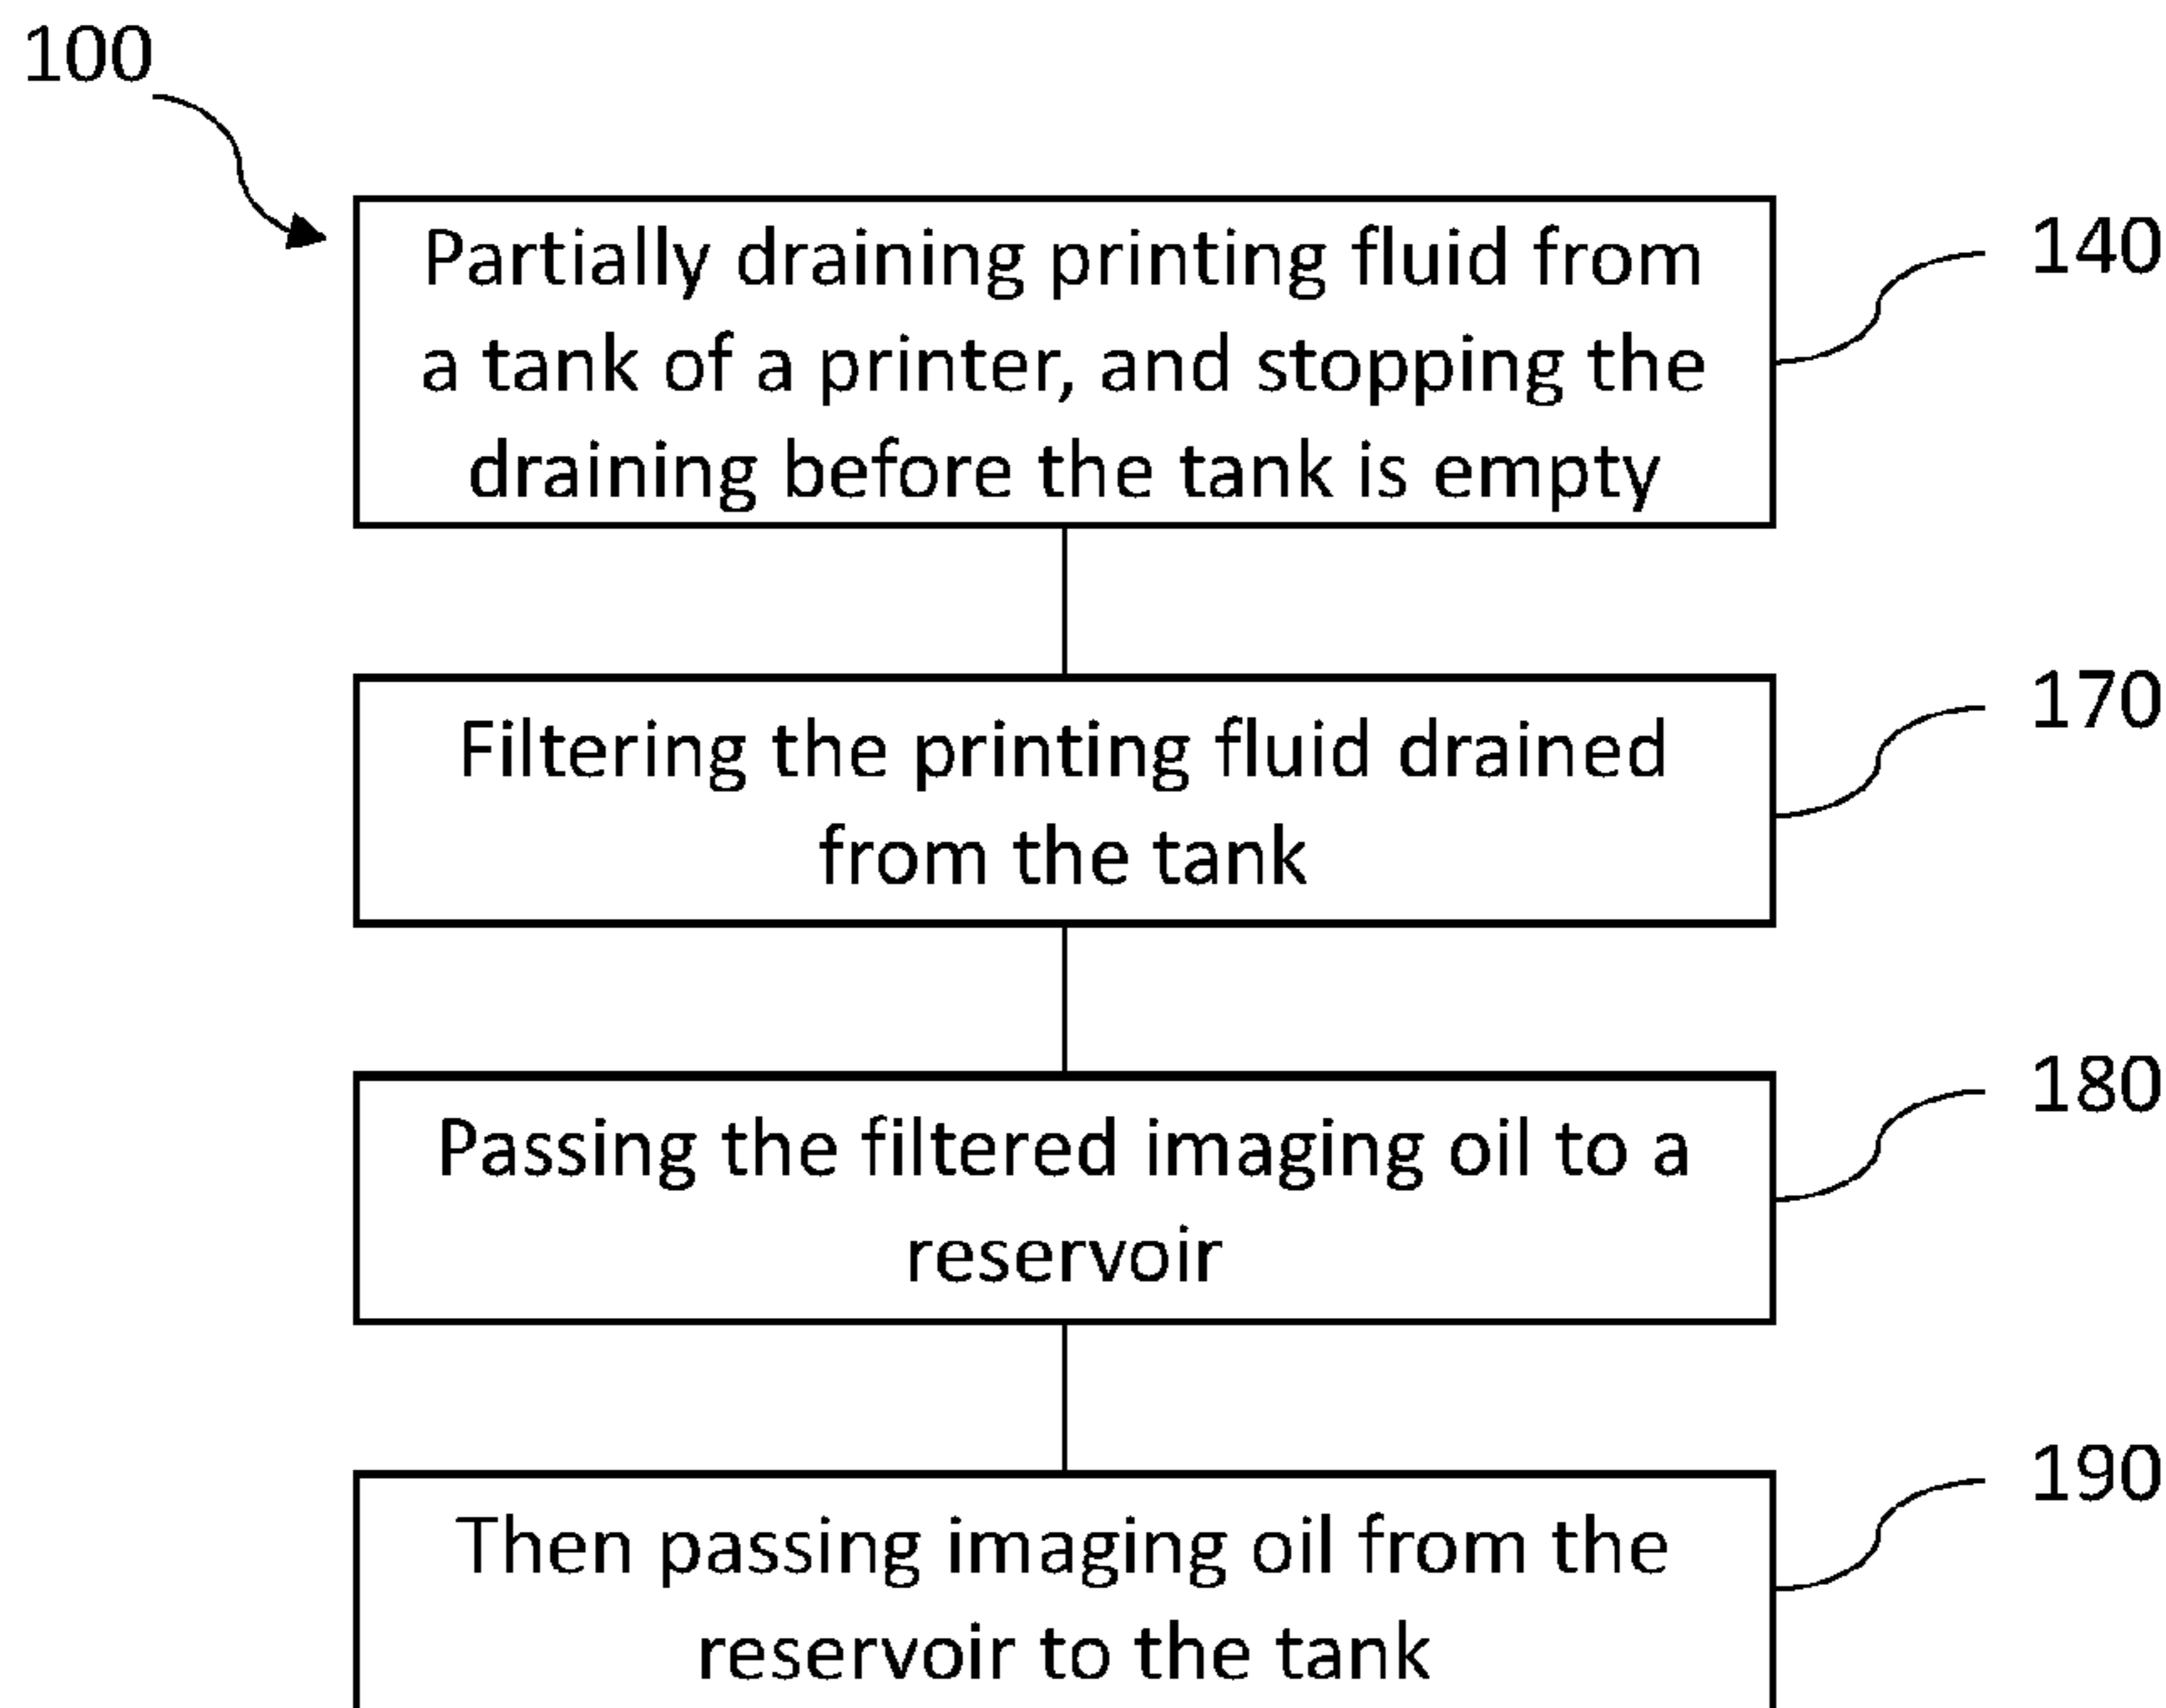 100
Partially draining printing fluid from
a tank of a printer, and stopping the
draining before the tank is empty
140
Filtering the printing fluid drained
from the tank
170
Passing the filtered imaging oil to a
reservoir
180
Then passing imaging oil from the
reservoir to the tank
190